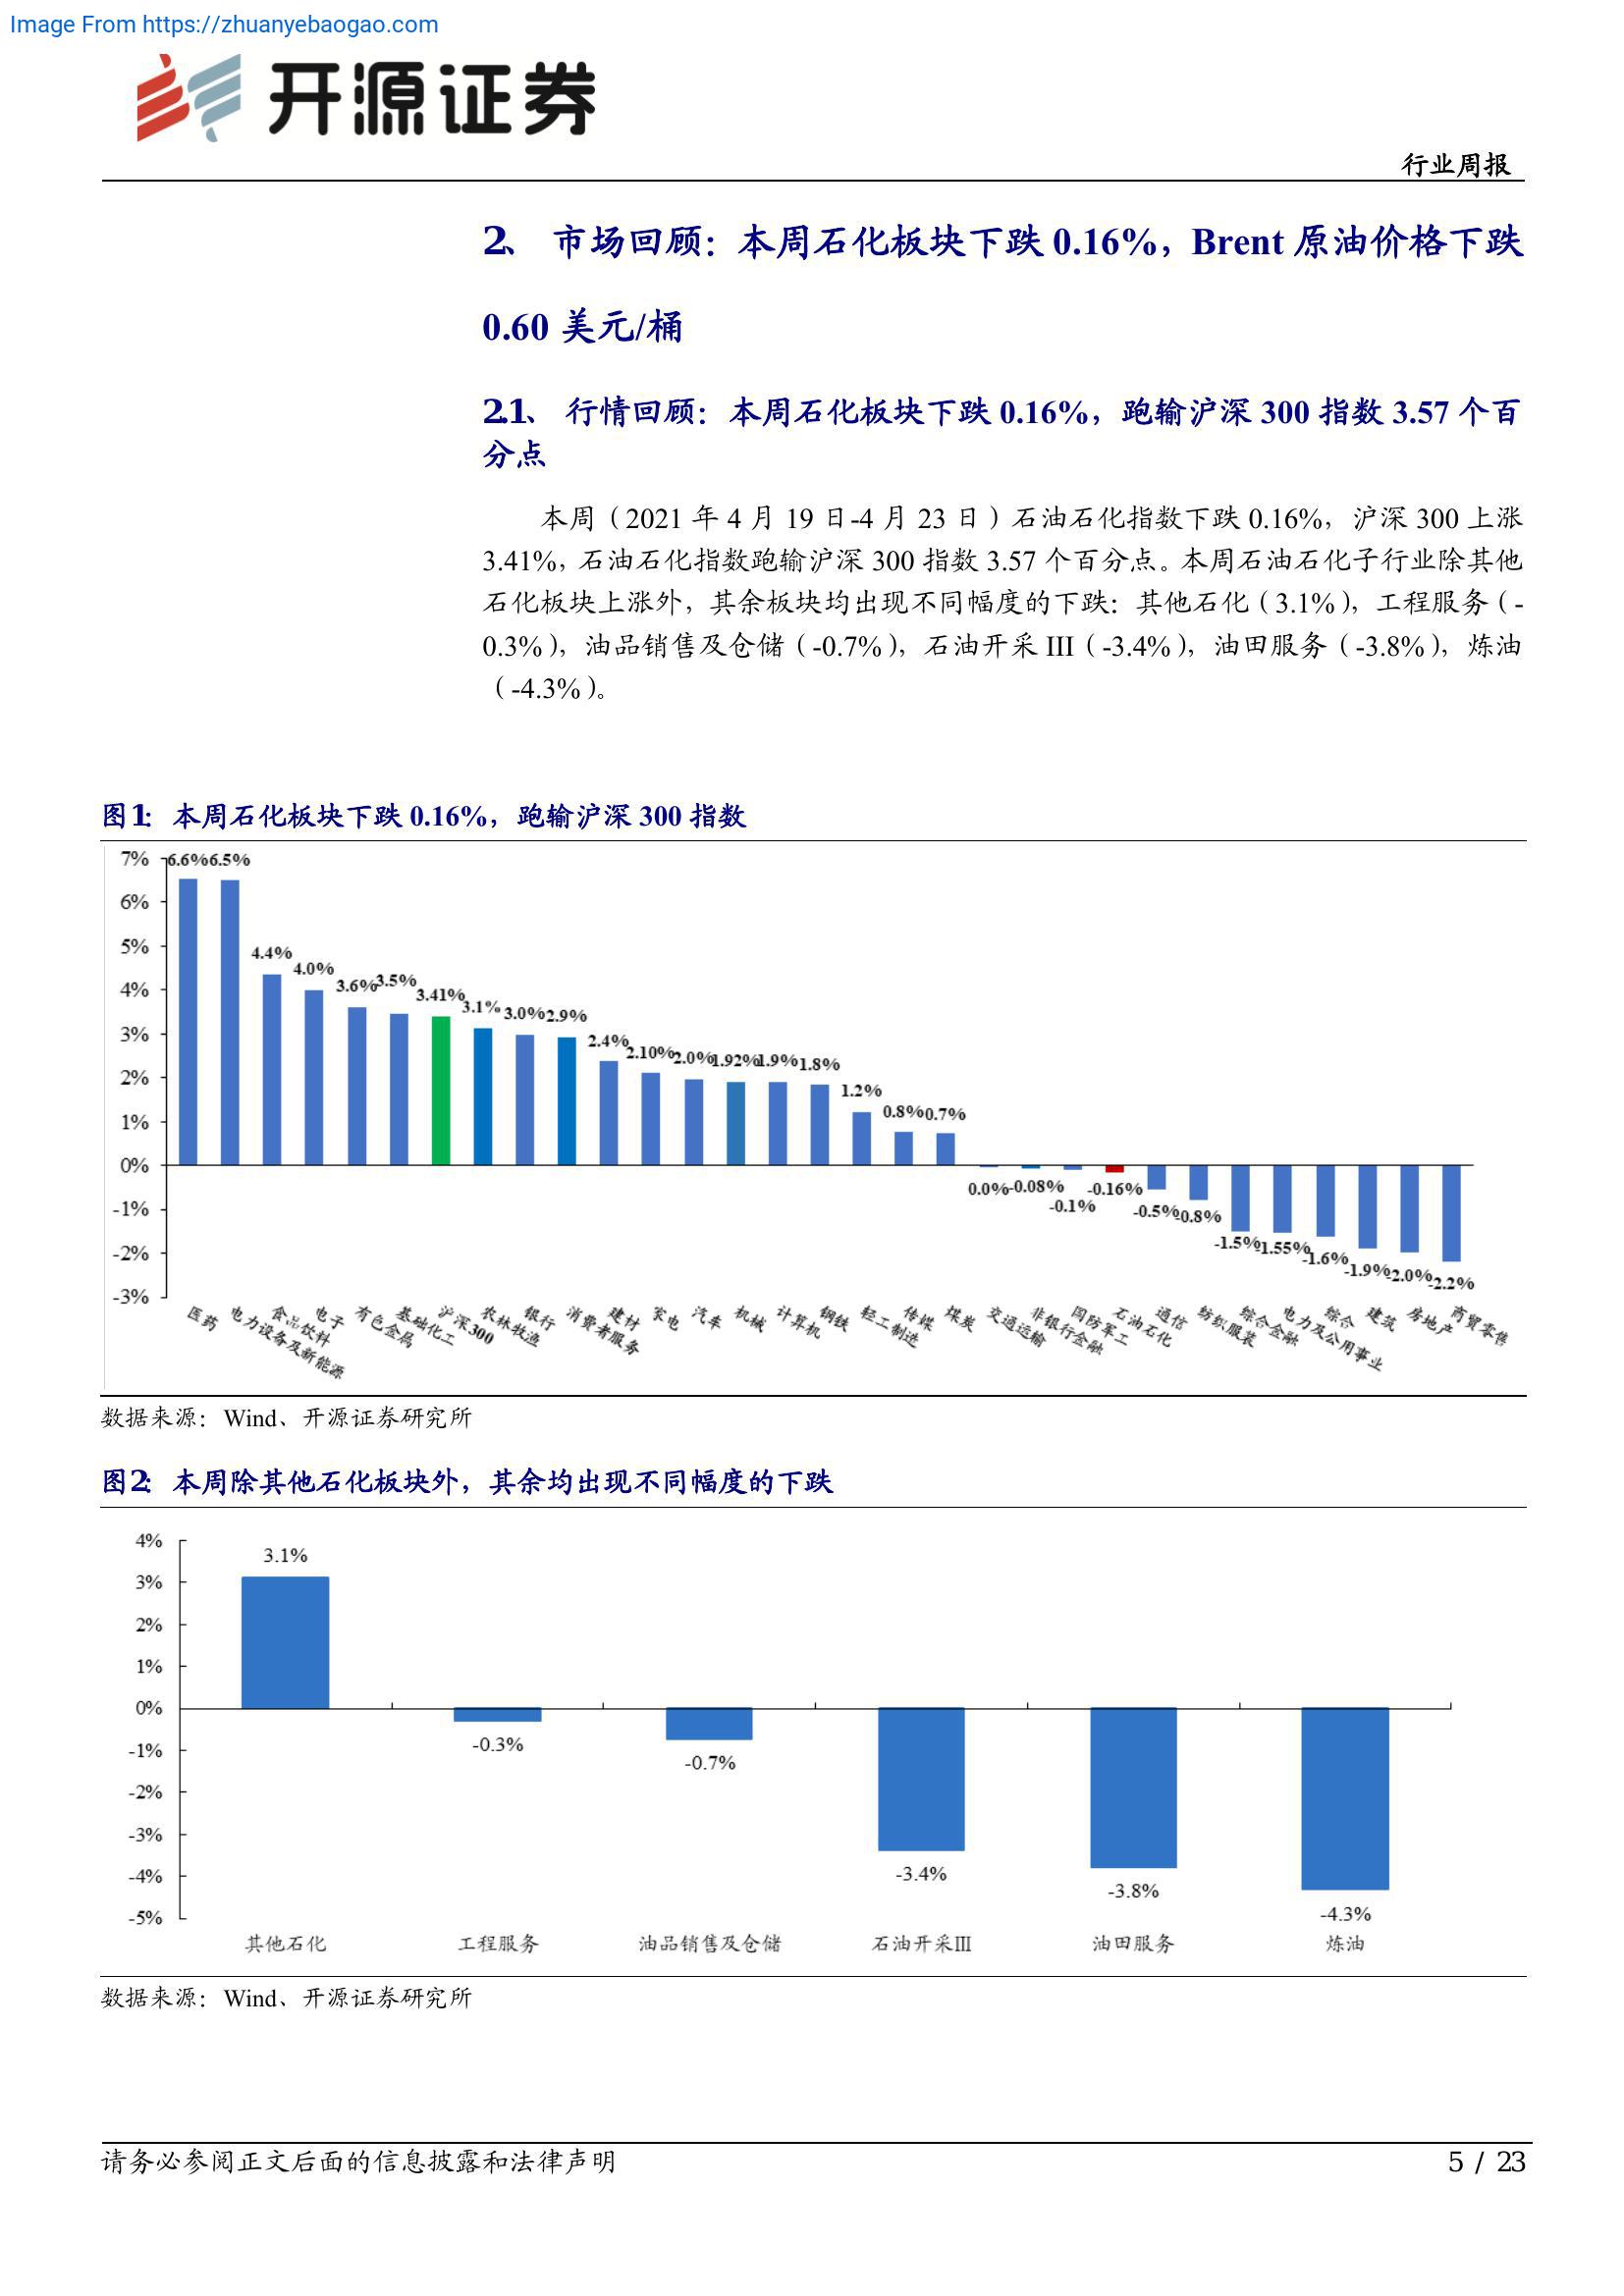 Image From https://zhuanyebaogao.com
开源证券
行业周报
2、 市场回顾：本周石化板块下跌 0.16%，Brent 原油价格下跌
0.60 美元/桶
2.1、 行情回顾：本周石化板块下跌 0.16%，跑输沪深 300 指数 3.57 个百
分点
本周（2021 年 4 月 19 日-4 月 23 日）石油石化指数下跌 0.16%，沪深 300 上涨
3.41%，石油石化指数跑输沪深 300 指数 3.57 个百分点。本周石油石化子行业除其他
石化板块上涨外，其余板块均出现不同幅度的下跌：其他石化（3.1%），工程服务（-
0.3%），油品销售及仓储（-0.7%），石油开采 III（-3.4%），油田服务（-3.8%），炼油
（-4.3%）。
图1：本周石化板块下跌 0.16%，跑输沪深 300 指数
7%
6%
5%
4%
3%
2%
1%
0%
-1%
-2%
-3%
6.6% 6.5% 4.4% 4.0% 3.6% 3.5% 3.41% 3.1% 3.0% 2.9% 2.4% 2.10% 2.0% 1.92% 1.9% 1.8% 1.2% 0.8% 0.7% 0.0% -0.08% -0.1% -0.16% -0.5% -0.8% -1.5% -1.55% -1.6% -1.9% -2.0% -2.2%
医药 电力设备及新能源 食品饮料 电子 有色金属 基础化工 沪深300 农林牧渔 银行 消费者服务 建材 家电 汽车 机械 计算机 钢铁 轻工制造 传媒 煤炭 交通运输 非银行金融 国防军工 石油石化 通信 纺织服装 综合金融 电力及公用事业 综合 建筑 房地产 商贸零售
数据来源：Wind、开源证券研究所
图2：本周除其他石化板块外，其余均出现不同幅度的下跌
4%
3%
2%
1%
0%
-1%
-2%
-3%
-4%
-5%
3.1% -0.3% -0.7% -3.4% -3.8% -4.3%
其他石化 工程服务 油品销售及仓储 石油开采III 油田服务 炼油
数据来源：Wind、开源证券研究所
请务必参阅正文后面的信息披露和法律声明
5 / 23